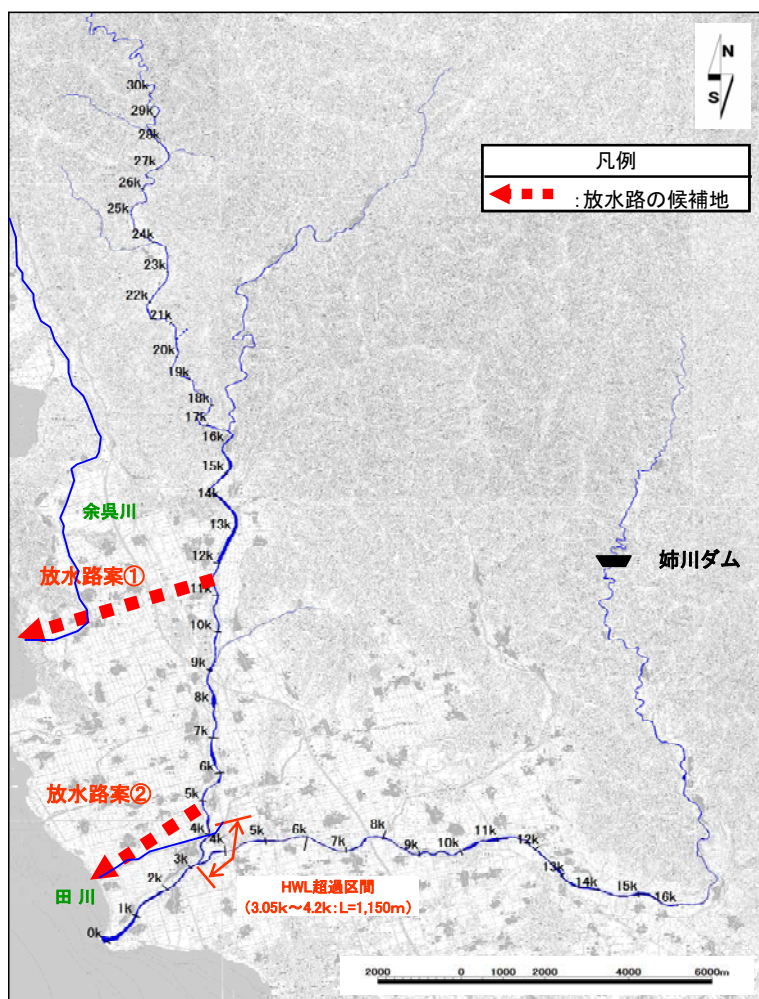 N
S
凡例
:放水路の候補地
30k
29k
28k
27k
26k
25k
24k
23k
22k
21k
20k
19k
18k
17k
16k
15k
14k
13k
12k
11k
10k
9k
8k
7k
6k
5k
4k
余呉川
放水路案①
姉川ダム
放水路案②
4k
5k
6k
7k
8k
9k
10k
11k
12k
13k
14k
15k
16k
3k
2k
1k
0k
田川
HWL超過区間
(3.05k～4.2k:L=1,150m)
2000
0
1000
2000
4000
6000m